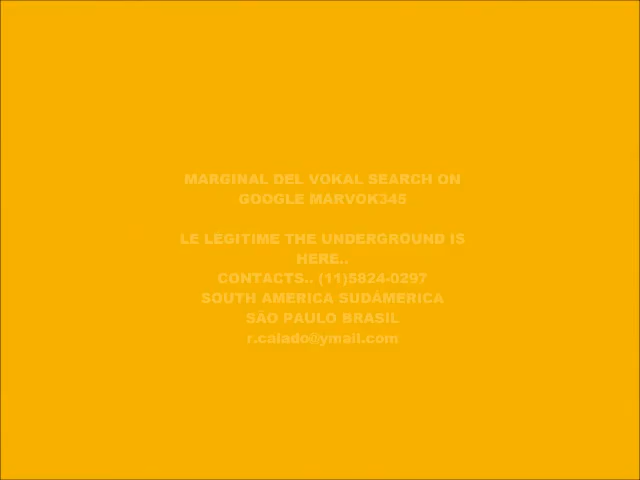 MARGINAL DEL VOKAL SEARCH ON
GOOGLE MARVOK345
LE LÉGITIME THE UNDERGROUND IS
HERE..
CONTACTS.. (11)5824-0297
SOUTH AMERICA SUDÁMERICA
SÃO PAULO BRASIL
r.calado@ymail.com